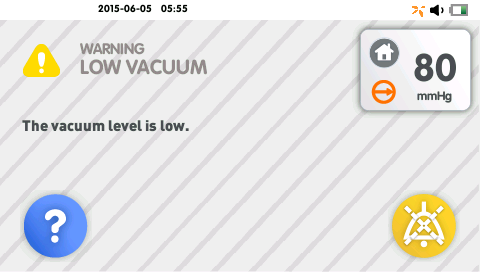 2015-06-05 05:55
WARNING
LOW VACUUM
80
mmHg
The vacuum level is low.
?